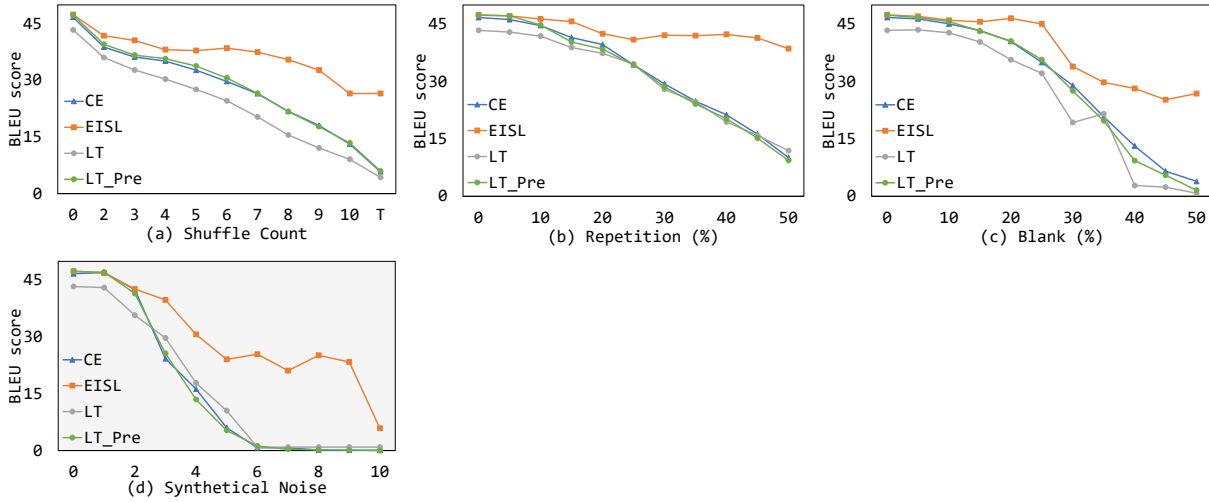 45
30
15
0
BLEU score
CE
EISL
LT
LT_Pre
0 2 3 4 5 6 7 8 9 10 T
(a) Shuffle Count
45
30
15
0
BLEU score
CE
EISL
LT
LT_Pre
0 10 20 30 40 50
(b) Repetition (%)
45
30
15
0
BLEU score
CE
EISL
LT
LT_Pre
0 10 20 30 40 50
(c) Blank (%)
45
30
15
0
BLEU score
CE
EISL
LT
LT_Pre
0 2 4 6 8 10
(d) Synthetical Noise